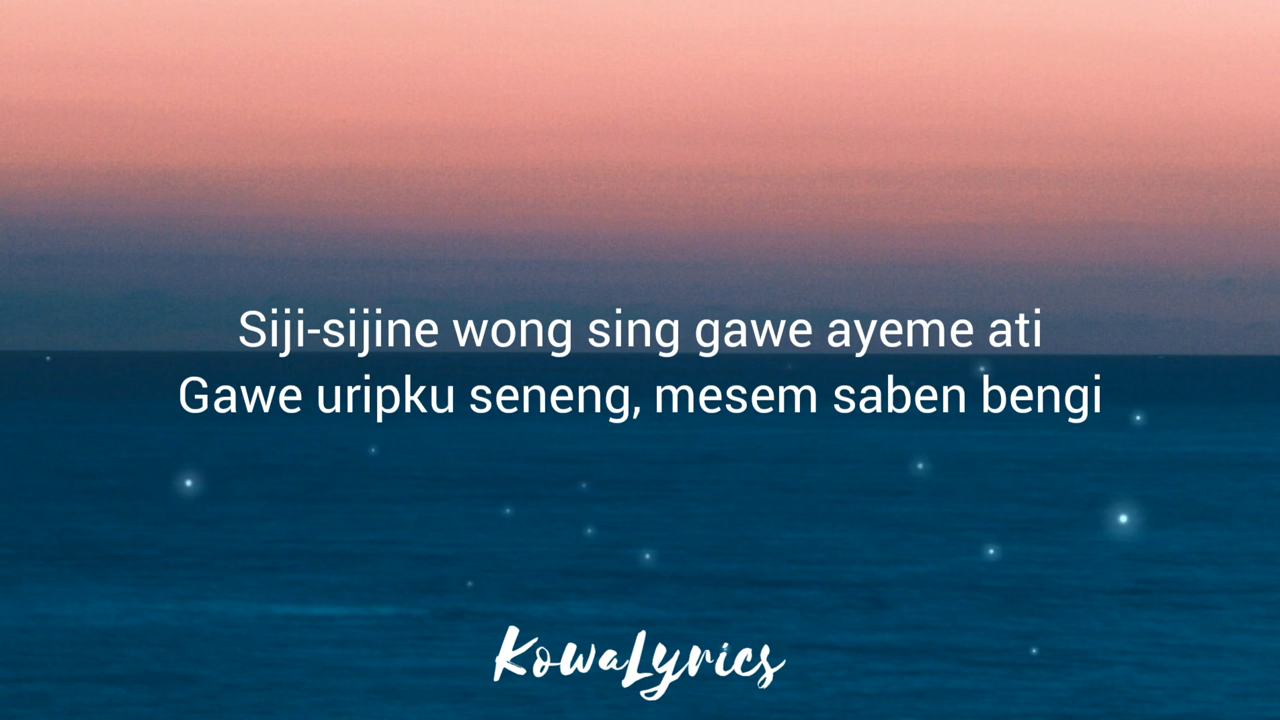 Siji-sijine wong sing gawe ayeme ati
Gawe uripku seneng, mesem saben bengi
KowaLyrics